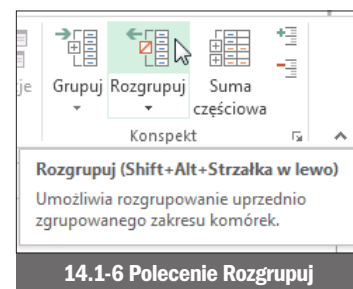 je
Grupuj Rozgrupuj Suma
częściowa
Konspekt
Rozgrupuj (Shift+Alt+Strzałka w lewo)
Umożliwia rozgrupowanie uprzednio
zgrupowanego zakresu komórek.
14.1-6 Polecenie Rozgrupuj